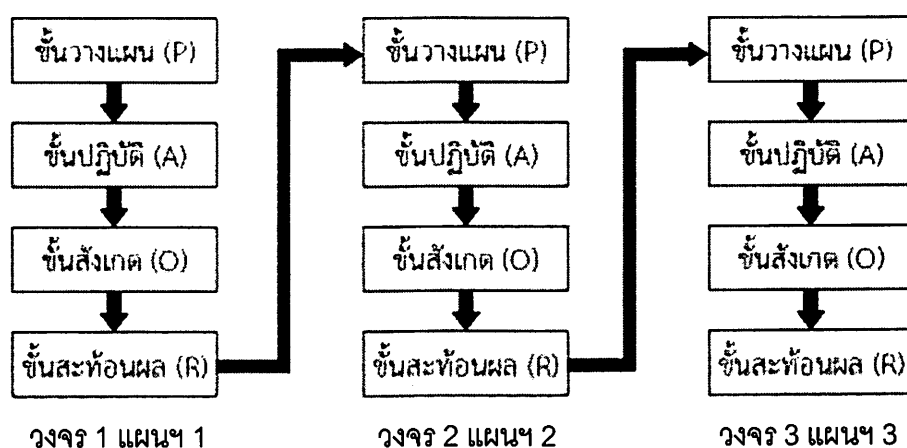 ขั้นวางแผน (P)
ขั้นปฏิบัติ (A)
ขั้นสังเกต (O)
ขั้นสะท้อนผล (R)
วงจร 1 แผนฯ 1
ขั้นวางแผน (P)
ขั้นปฏิบัติ (A)
ขั้นสังเกต (O)
ขั้นสะท้อนผล (R)
วงจร 2 แผนฯ 2
ขั้นวางแผน (P)
ขั้นปฏิบัติ (A)
ขั้นสังเกต (O)
ขั้นสะท้อนผล (R)
วงจร 3 แผนฯ 3